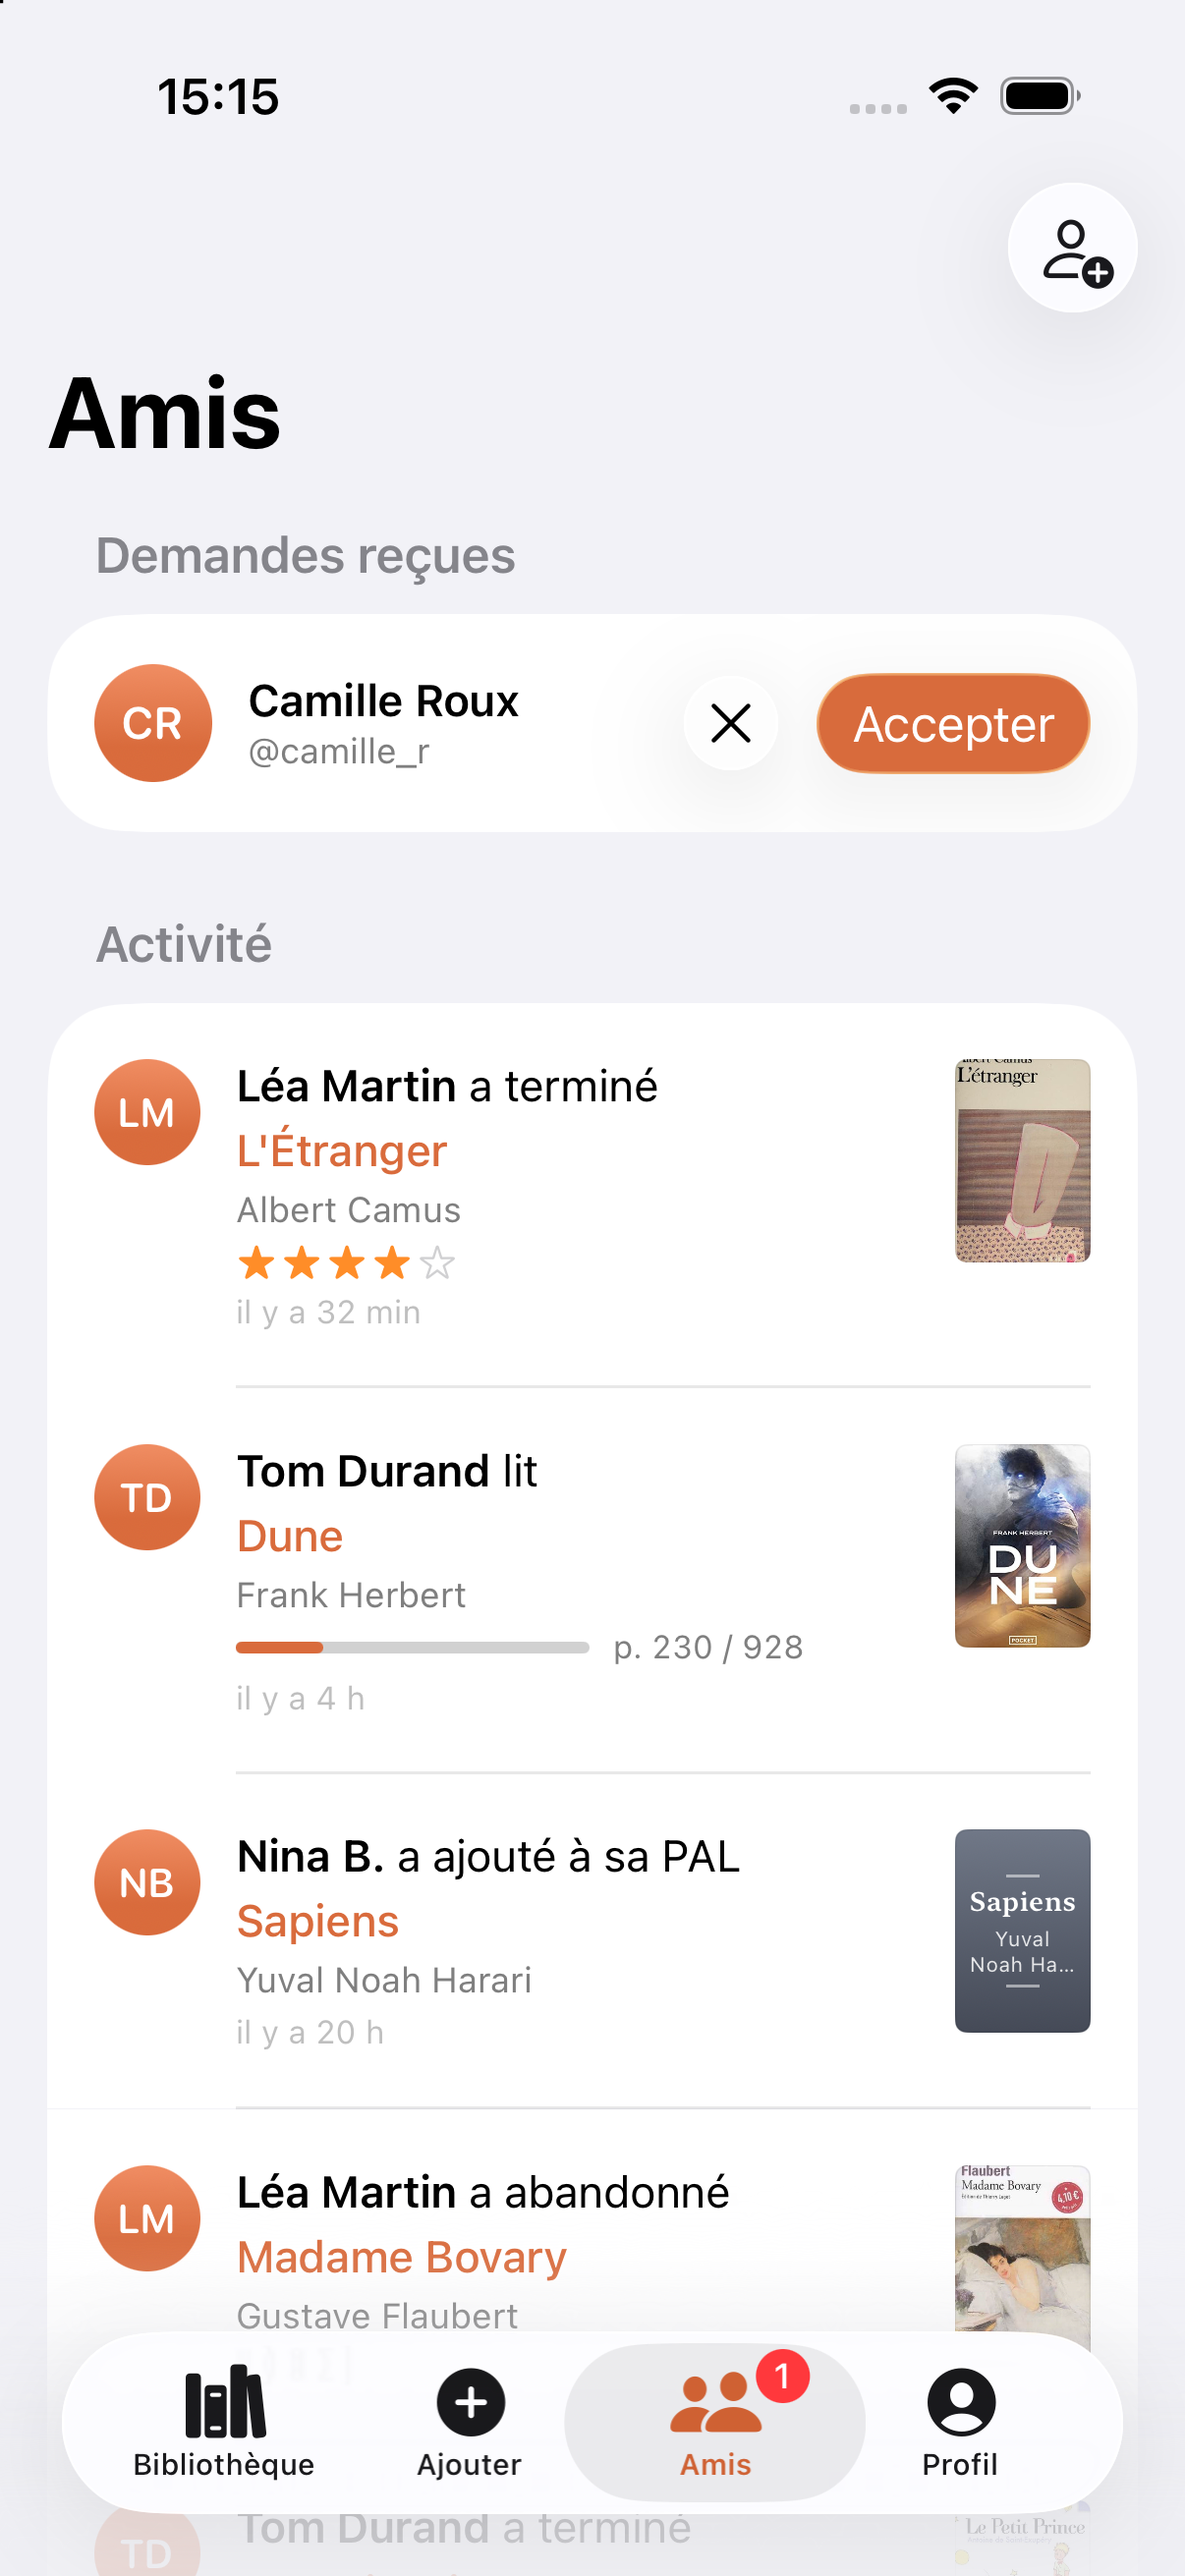 15:15
Amis
Demandes reçues
CR
Camille Roux
@camille_r
Accepter
Activité
LM
Léa Martin a terminé
L'Étranger
Albert Camus
il y a 32 min
Albert Camus
L'étranger
TD
Tom Durand lit
Dune
Frank Herbert
p. 230 / 928
il y a 4 h
FRANK HERBERT
DU
NE
POCKET
NB
Nina B. a ajouté à sa PAL
Sapiens
Yuval Noah Harari
il y a 20 h
Sapiens
Yuval
Noah Ha...
LM
Léa Martin a abandonné
Madame Bovary
Gustave Flaubert
Flaubert
Madame Bovary
4,10 €
Bibliothèque
Ajouter
1
Amis
Profil
TD
Tom Durand a terminé
Le Petit Prince